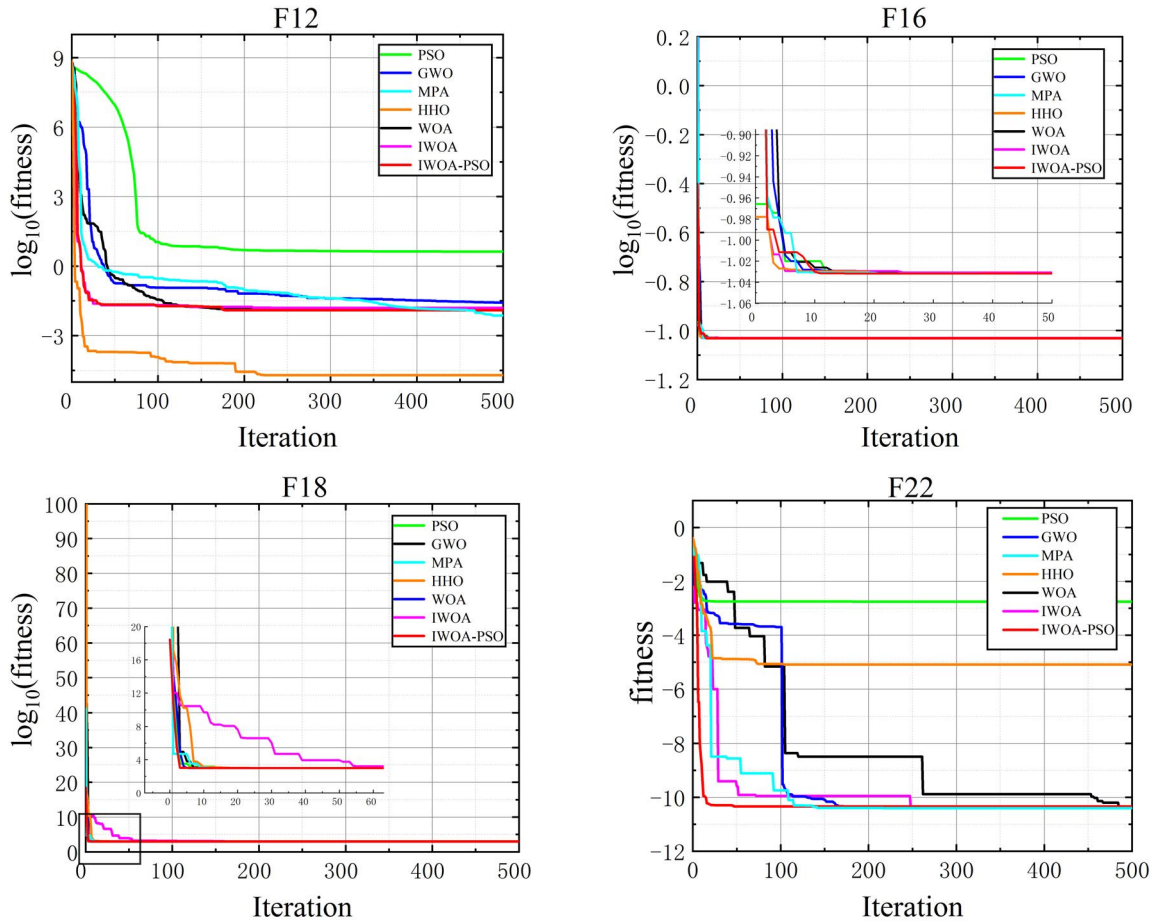 F12
9
6
3
0
−3
log10(fitness)
PSO
GWO
MPA
HHO
WOA
IWOA
IWOA-PSO
0 100 200 300 400 500
Iteration
F16
0.2
0.0
−0.2
−0.4
−0.6
−0.8
−1.0
−1.2
log10(fitness)
PSO
GWO
MPA
HHO
WOA
IWOA
IWOA-PSO
−0.90
−0.92
−0.94
−0.96
−0.98
−1.00
−1.02
−1.04
−1.06
0 10 20 30 40 50
0 100 200 300 400 500
Iteration
F18
100
90
80
70
60
50
40
30
20
10
0
log10(fitness)
PSO
GWO
MPA
HHO
WOA
IWOA
IWOA-PSO
20
16
12
8
4
0
0 10 20 30 40 50 60
0 100 200 300 400 500
Iteration
F22
0
−2
−4
−6
−8
−10
−12
fitness
PSO
GWO
MPA
HHO
WOA
IWOA
IWOA-PSO
0 100 200 300 400 500
Iteration